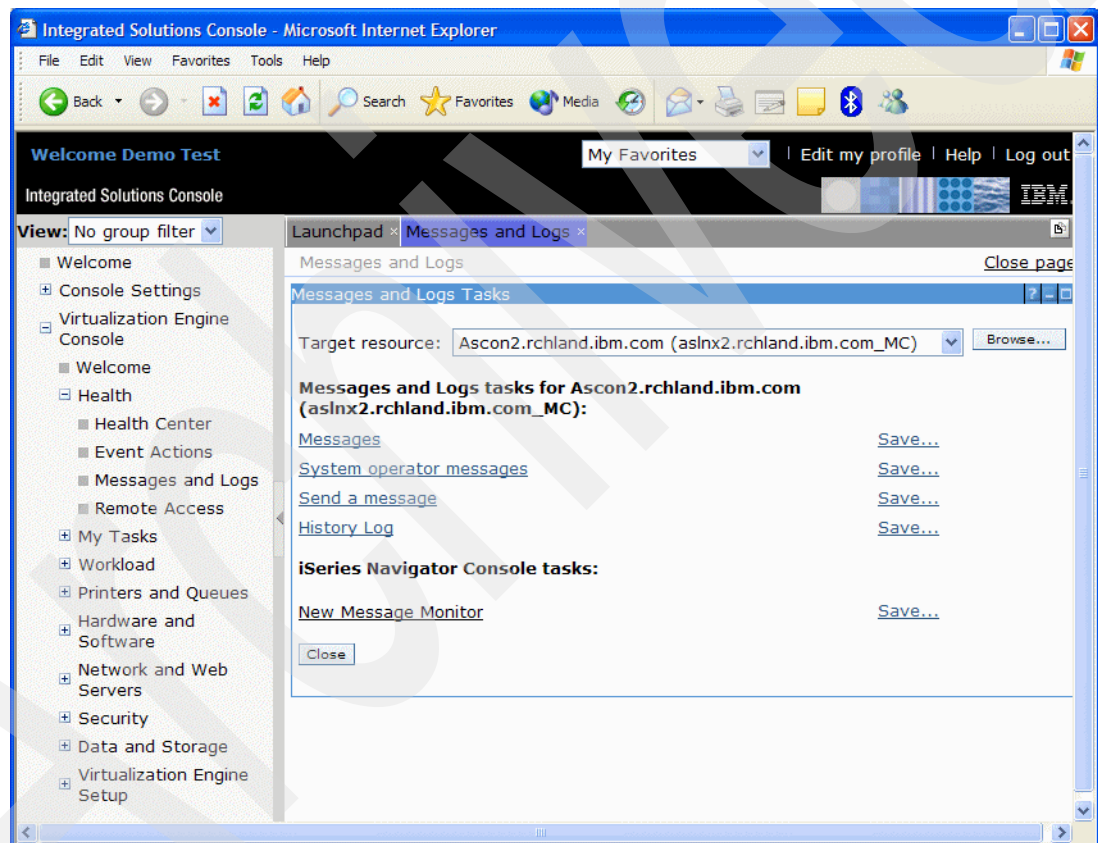 Integrated Solutions Console - Microsoft Internet Explorer
File Edit View Favorites Tools Help
Back Search Favorites Media
Welcome Demo Test My Favorites Edit my profile Help Log out
Integrated Solutions Console IBM.
View: No group filter
Launchpad × Messages and Logs ×
Welcome
Console Settings
Virtualization Engine
Console
Welcome
Health
Health Center
Event Actions
Messages and Logs
Remote Access
My Tasks
Workload
Printers and Queues
Hardware and
Software
Network and Web
Servers
Security
Data and Storage
Virtualization Engine
Setup
Messages and Logs Close page
Messages and Logs Tasks
Target resource: Ascon2.rchland.ibm.com (aslnx2.rchland.ibm.com_MC) Browse...
Messages and Logs tasks for Ascon2.rchland.ibm.com
(aslnx2.rchland.ibm.com_MC):
Messages Save...
System operator messages Save...
Send a message Save...
History Log Save...
iSeries Navigator Console tasks:
New Message Monitor Save...
Close